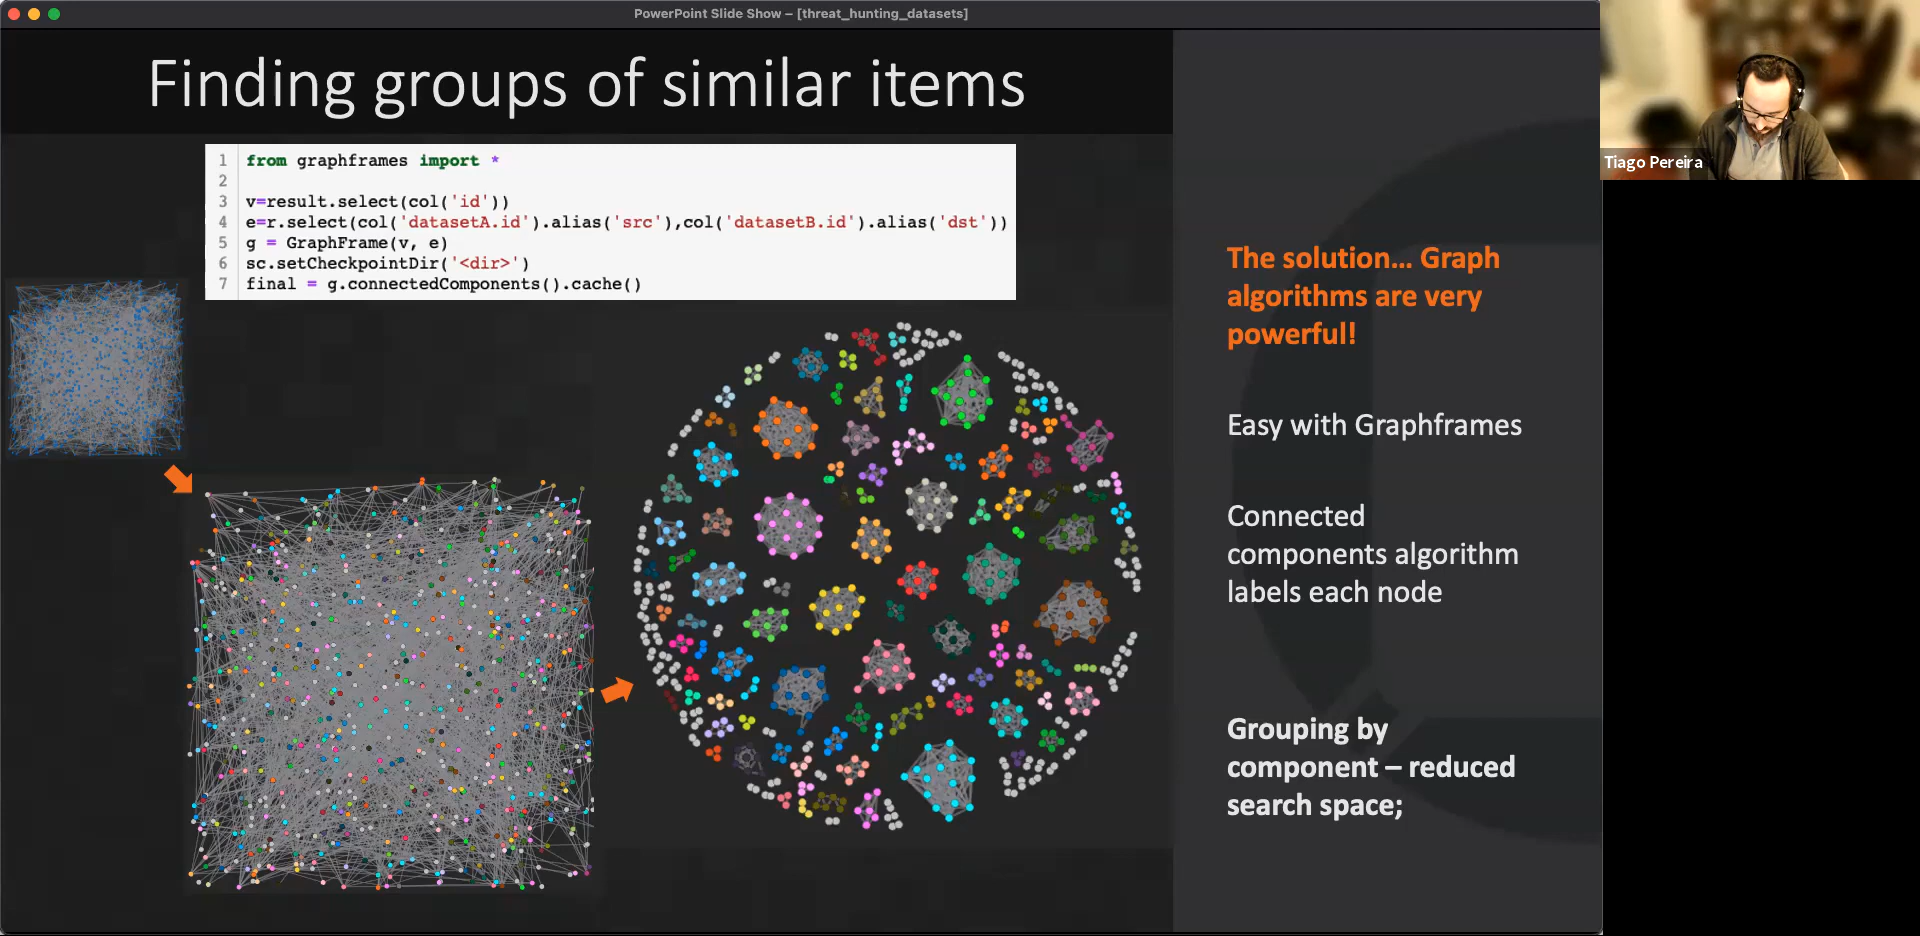 PowerPoint Slide Show – [threat_hunting_datasets]
Finding groups of similar items
1 from graphframes import *
2
3 v=result.select(col('id'))
4 e=r.select(col('datasetA.id').alias('src'),col('datasetB.id').alias('dst'))
5 g = GraphFrame(v, e)
6 sc.setCheckpointDir('<dir>')
7 final = g.connectedComponents().cache()
The solution... Graph
algorithms are very
powerful!
Easy with Graphframes
Connected
components algorithm
labels each node
Grouping by
component – reduced
search space;
Tiago Pereira